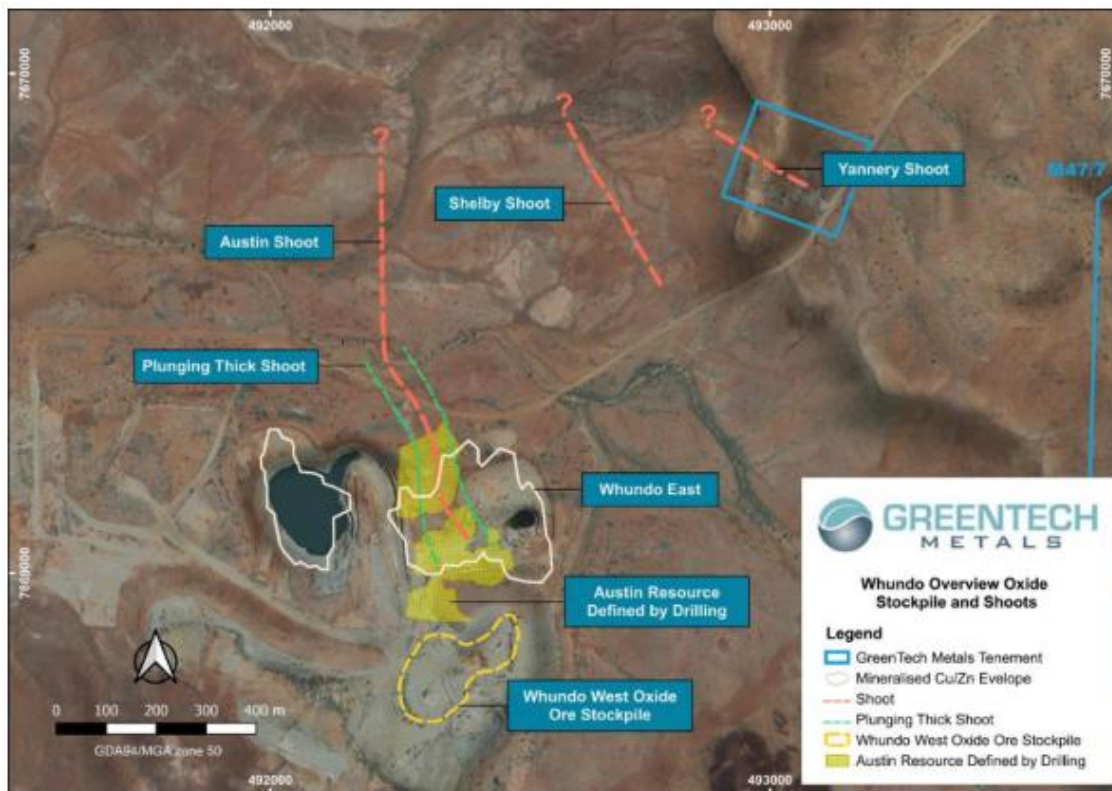 492000
493000
7670000
7670000
?
?
?
Yannery Shoot
M47/7
Shelby Shoot
Austin Shoot
Plunging Thick Shoot
Whundo East
Austin Resource
Defined by Drilling
Whundo West Oxide
Ore Stockpile
7669000
0 100 200 300 400 m
GDA94/MGA zone 50
492000
493000
GREENTECH
METALS
Whundo Overview Oxide
Stockpile and Shoots
Legend
GreenTech Metals Tenement
Mineralised Cu/Zn Evelope
Shoot
Plunging Thick Shoot
Whundo West Oxide Ore Stockpile
Austin Resource Defined by Drilling